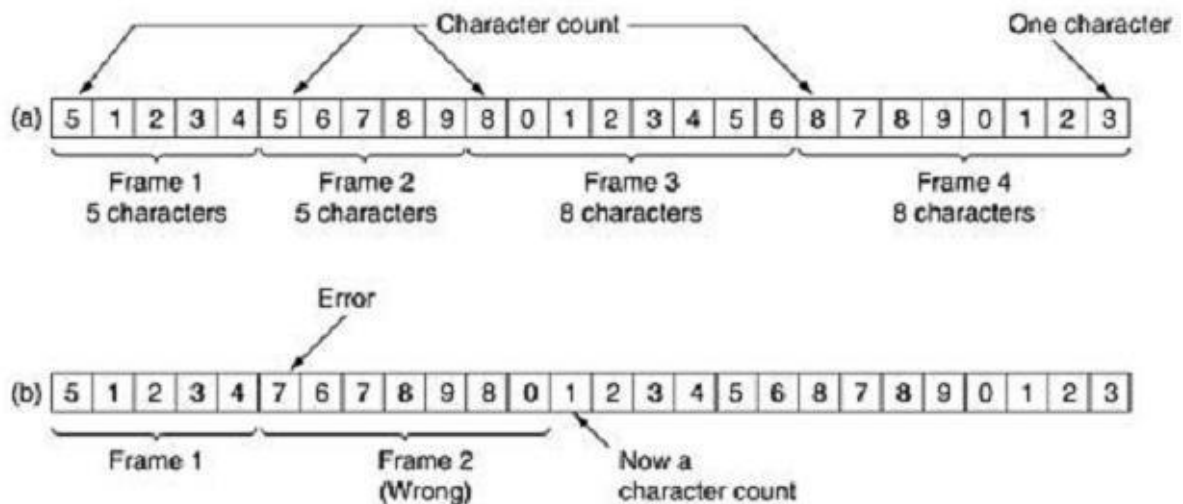 Character count One character
(a) 5 1 2 3 4 5 6 7 8 9 8 0 1 2 3 4 5 6 8 7 8 9 0 1 2 3
Frame 1 Frame 2 Frame 3 Frame 4
5 characters 5 characters 8 characters 8 characters
Error
(b) 5 1 2 3 4 7 6 7 8 9 8 0 1 2 3 4 5 6 8 7 8 9 0 1 2 3
Frame 1 Frame 2 Now a
(Wrong) character count